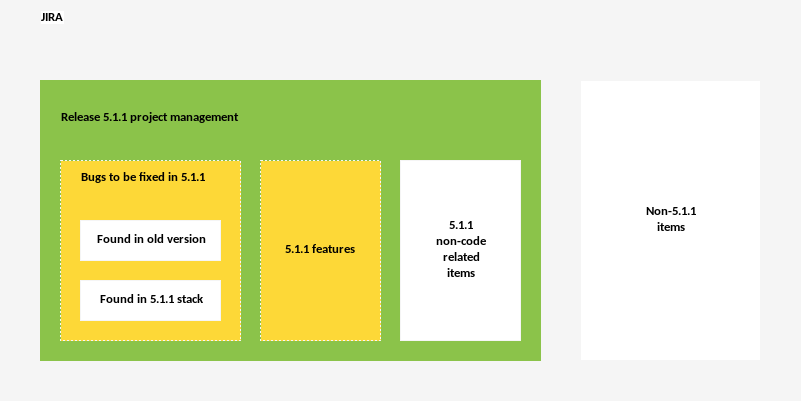 JIRA
Release 5.1.1 project management
Bugs to be fixed in 5.1.1
Found in old version
Found in 5.1.1 stack
5.1.1 features
5.1.1
non-code
related
items
Non-5.1.1
items